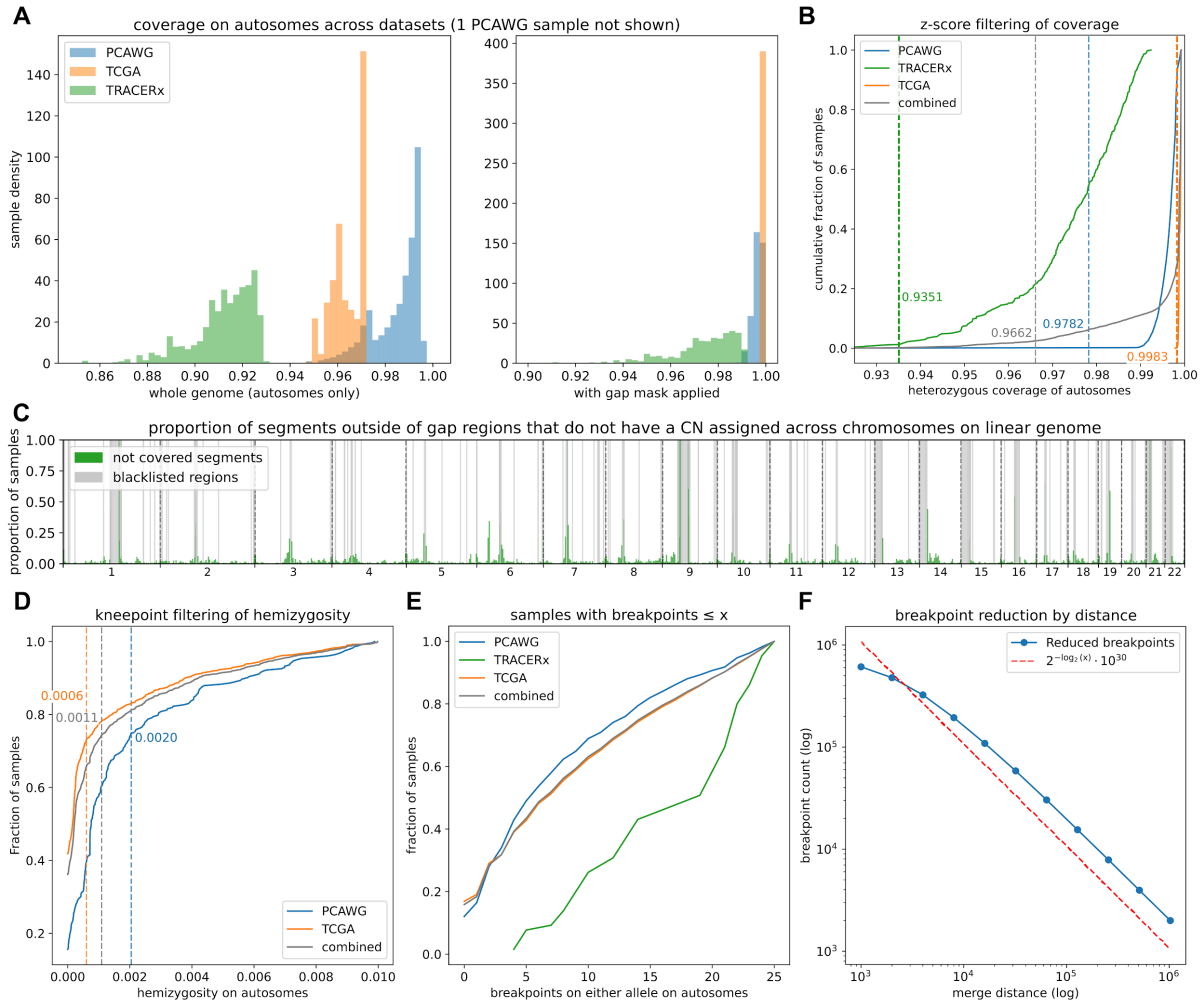 A
coverage on autosomes across datasets (1 PCAWG sample not shown)
PCAWG
TCGA
TRACERx
sample density
0
20
40
60
80
100
120
140
0.86
0.88
0.90
0.92
0.94
0.96
0.98
1.00
whole genome (autosomes only)
0
50
100
150
200
250
300
350
400
0.90
0.92
0.94
0.96
0.98
1.00
with gap mask applied
B
z-score filtering of coverage
PCAWG
TRACERx
TCGA
combined
cumulative fraction of samples
0.0
0.2
0.4
0.6
0.8
1.0
0.9351
0.9662
0.9782
0.9983
0.93
0.94
0.95
0.96
0.97
0.98
0.99
1.00
heterozygous coverage of autosomes
C
proportion of segments outside of gap regions that do not have a CN assigned across chromosomes on linear genome
not covered segments
blacklisted regions
proportion of samples
0.00
0.25
0.50
0.75
1.00
1 2 3 4 5 6 7 8 9 10 11 12 13 14 15 16 17 18 19 20 21 22
D
kneepoint filtering of hemizygosity
0.0006
0.0011
0.0020
PCAWG
TCGA
combined
Fraction of samples
0.2
0.4
0.6
0.8
1.0
0.000
0.002
0.004
0.006
0.008
0.010
hemizygosity on autosomes
E
samples with breakpoints ≤ x
PCAWG
TRACERx
TCGA
combined
fraction of samples
0.0
0.2
0.4
0.6
0.8
1.0
0
5
10
15
20
25
breakpoints on either allele on autosomes
F
breakpoint reduction by distance
Reduced breakpoints
2^{−log₂(x)} · 10^{30}
breakpoint count (log)
10³
10⁴
10⁵
10⁶
10³
10⁴
10⁵
10⁶
merge distance (log)